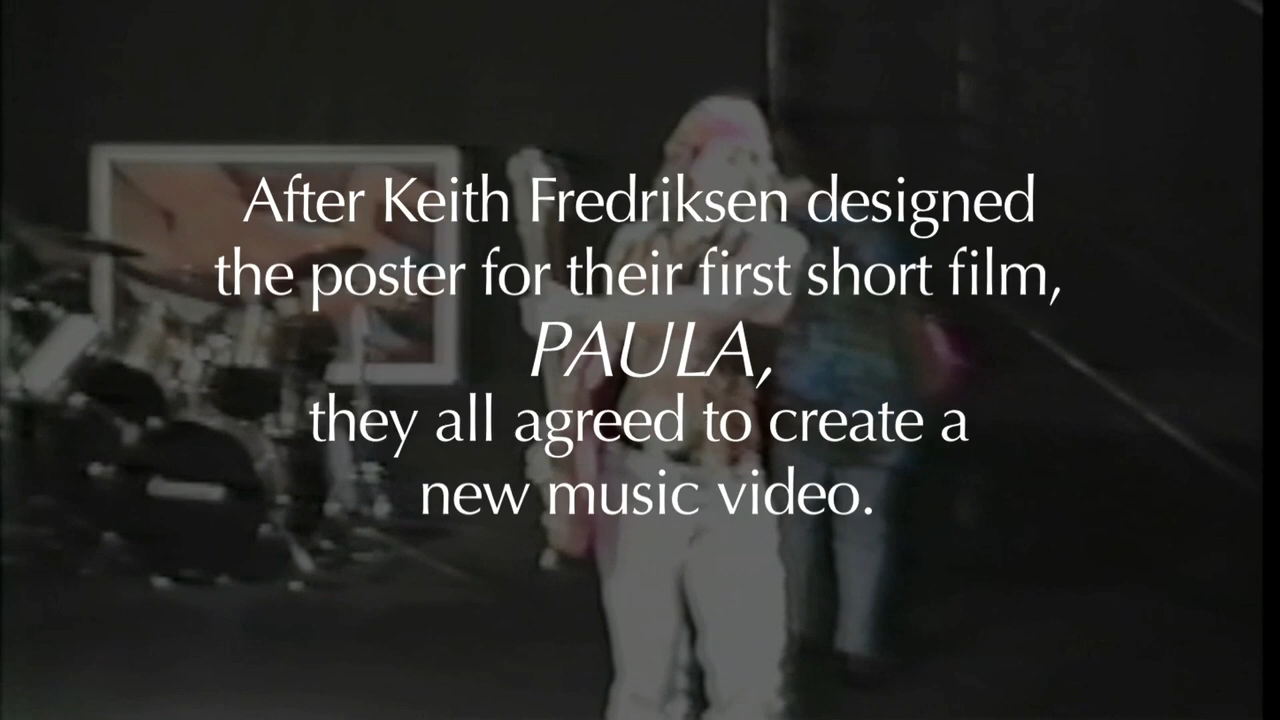 After Keith Fredriksen designed
the poster for their first short film,
PAULA,
they all agreed to create a
new music video.